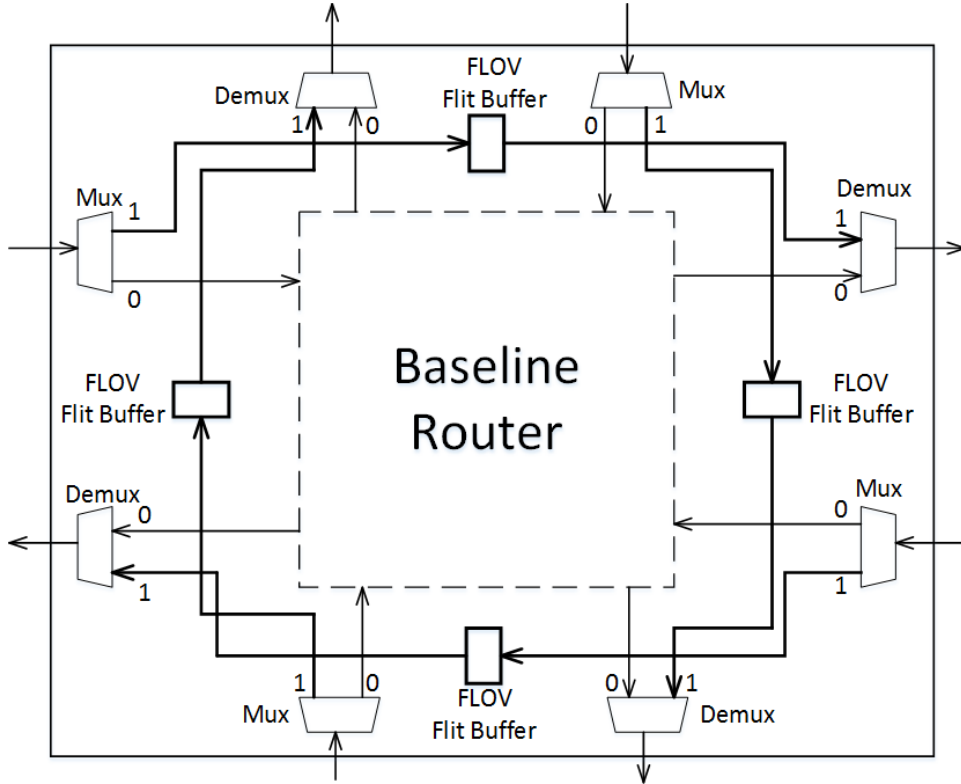 FLOV
Flit Buffer
Demux
Mux
1
0
0
1
Mux
1
0
Demux
1
0
Baseline
Router
FLOV
Flit Buffer
FLOV
Flit Buffer
Demux
0
1
Mux
0
1
1
0
Mux
FLOV
Flit Buffer
0
1
Demux